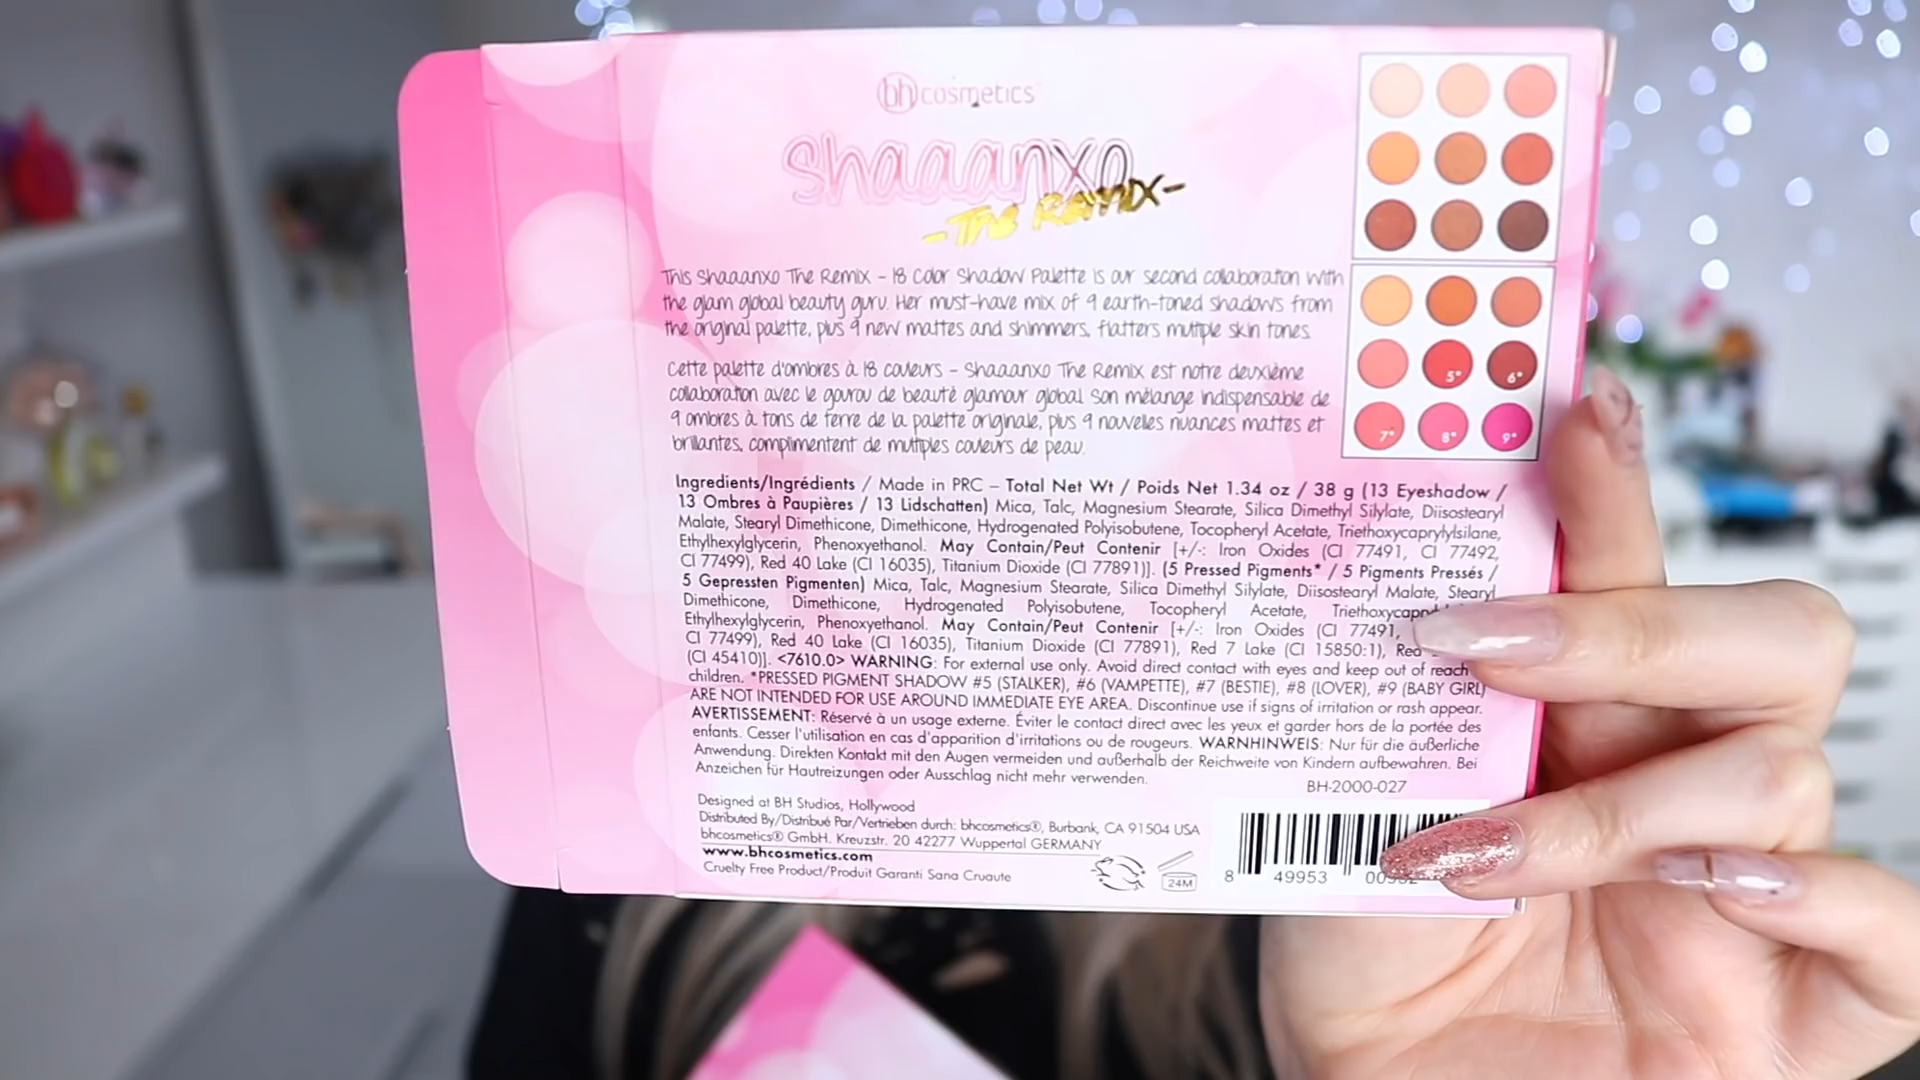 bh cosmetics
shaaanxo
-The Remix-
This Shaaanxo The Remix - 18 Color Shadow Palette is our second collaboration with
the glam global beauty guru. Her must-have mix of 9 earth-toned shadows from
the original palette, plus 9 new mattes and shimmers, flatters multiple skin tones.
Cette palette d'ombres à 18 couleurs - Shaaanxo The Remix est notre deuxième
collaboration avec le gourou de beauté glamour global. Son mélange indispensable de
9 ombres à tons de terre de la palette originale, plus 9 nouvelles nuances mattes et
brillantes, complimentent de multiples couleurs de peau.
5*
6*
7*
8*
9*
Ingredients/Ingrédients / Made in PRC – Total Net Wt / Poids Net 1.34 oz / 38 g (13 Eyeshadow /
13 Ombres à Paupières / 13 Lidschatten) Mica, Talc, Magnesium Stearate, Silica Dimethyl Silylate, Diisostearyl
Malate, Stearyl Dimethicone, Dimethicone, Hydrogenated Polyisobutene, Tocopheryl Acetate, Triethoxycaprylylsilane,
Ethylhexylglycerin, Phenoxyethanol. May Contain/Peut Contenir [+/-: Iron Oxides (CI 77491, CI 77492,
CI 77499), Red 40 Lake (CI 16035), Titanium Dioxide (CI 77891)]. (5 Pressed Pigments* / 5 Pigments Pressés /
5 Gepressten Pigmenten) Mica, Talc, Magnesium Stearate, Silica Dimethyl Silylate, Diisostearyl Malate, Stearyl
Dimethicone, Dimethicone, Hydrogenated Polyisobutene, Tocopheryl Acetate,
Ethylhexylglycerin, Phenoxyethanol. May Contain/Peut Contenir [+/-: Iron Oxides (CI 77491,
CI 77499), Red 40 Lake (CI 16035), Titanium Dioxide (CI 77891), Red 7 Lake (CI 15850:1), Red
(CI 45410)]. <7610.0> WARNING: For external use only. Avoid direct contact with eyes and keep out of reach
children. *PRESSED PIGMENT SHADOW #5 (STALKER), #6 (VAMPETTE), #7 (BESTIE), #8 (LOVER), #9 (BABY GIRL)
ARE NOT INTENDED FOR USE AROUND IMMEDIATE EYE AREA. Discontinue use if signs of irritation or rash appear.
AVERTISSEMENT: Réservé à un usage externe. Éviter le contact direct avec les yeux et garder hors de la portée des
enfants. Cesser l'utilisation en cas d'apparition d'irritations ou de rougeurs. WARNHINWEIS: Nur für die äußerliche
Anwendung. Direkten Kontakt mit den Augen vermeiden und außerhalb der Reichweite von Kindern aufbewahren. Bei
Anzeichen für Hautreizungen oder Ausschlag nicht mehr verwenden.
BH-2000-027
Designed at BH Studios, Hollywood
Distributed By/Distribué Par/Vertrieben durch: bhcosmetics®, Burbank, CA 91504 USA
bhcosmetics® GmbH. Kreuzstr. 20 42277 Wuppertal GERMANY
www.bhcosmetics.com
Cruelty Free Product/Produit Garanti Sans Cruauté
24M
8 49953